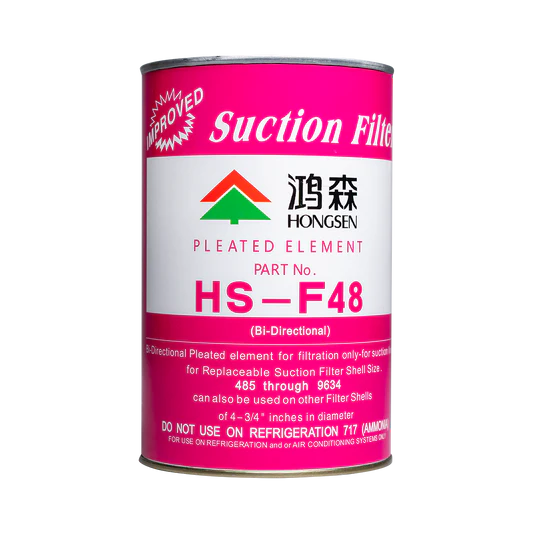 IMPROVED
Suction Filte
鸿森
HONGSEN
PLEATED ELEMENT
PART No.
HS-F48
(Bi-Directional)
Bi-Directional Pleated element for filtration only-for suction
for Replaceable Suction Filter Shell Size.
485 through 9634
can also be used on other Filter Shells
of 4-3/4" inches in diameter
DO NOT USE ON REFRIGERATION 717 (AMMONIA)
FOR USE ON REFRIGERATION and/or AIR CONDITIONING SYSTEMS ONLY